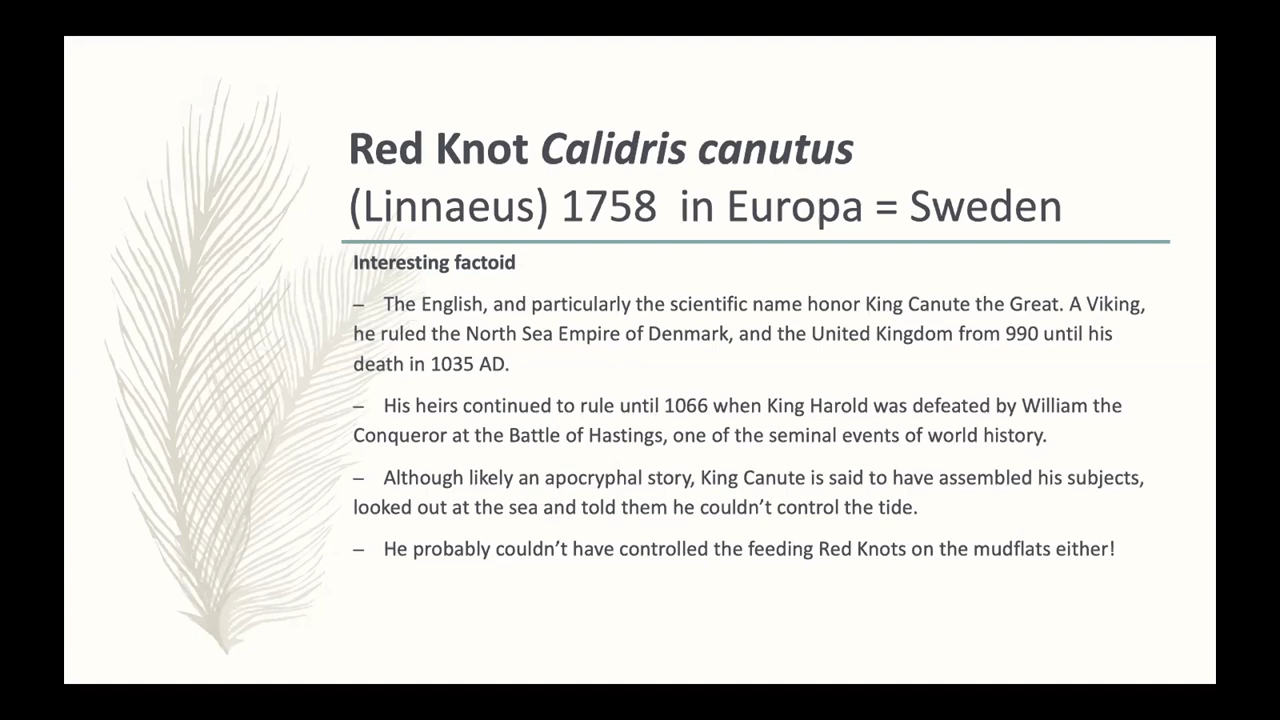 Red Knot Calidris canutus
(Linnaeus) 1758  in Europa = Sweden
Interesting factoid
–   The English, and particularly the scientific name honor King Canute the Great. A Viking,
he ruled the North Sea Empire of Denmark, and the United Kingdom from 990 until his
death in 1035 AD.
–   His heirs continued to rule until 1066 when King Harold was defeated by William the
Conqueror at the Battle of Hastings, one of the seminal events of world history.
–   Although likely an apocryphal story, King Canute is said to have assembled his subjects,
looked out at the sea and told them he couldn’t control the tide.
–   He probably couldn’t have controlled the feeding Red Knots on the mudflats either!